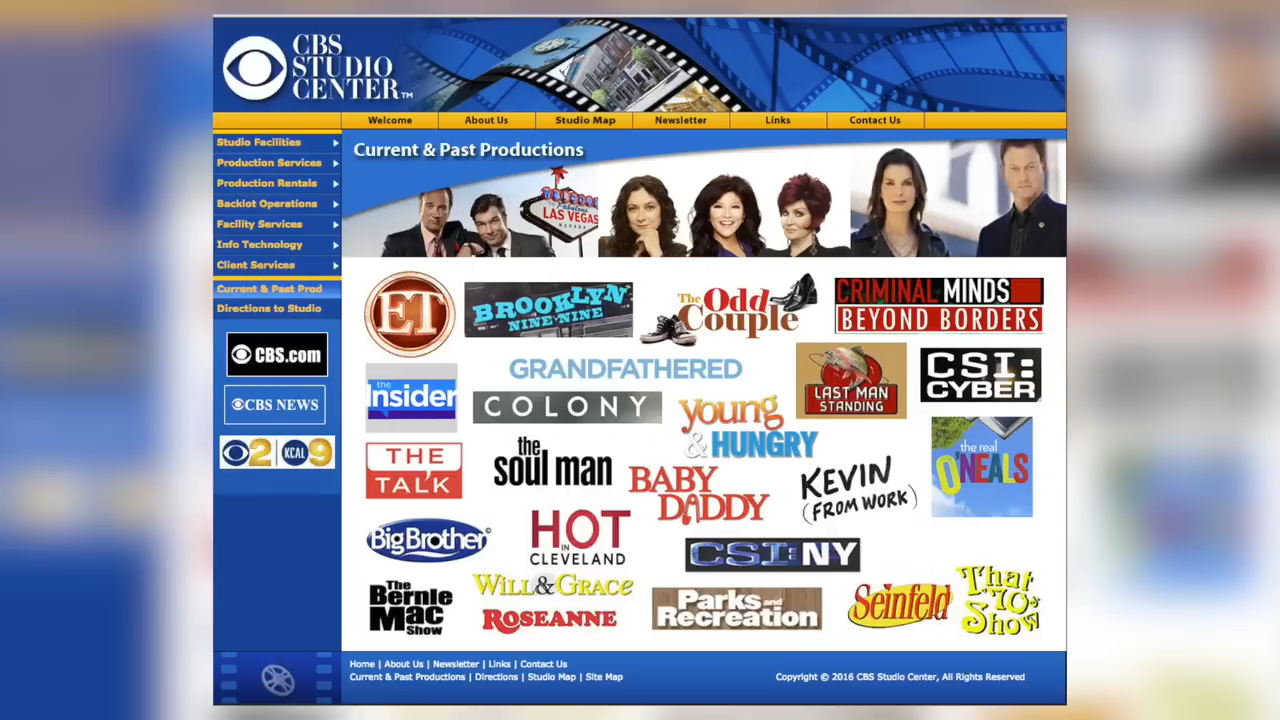 CBS
STUDIO
CENTER™
Welcome
About Us
Studio Map
Newsletter
Links
Contact Us
Studio Facilities
Production Services
Production Rentals
Backlot Operations
Facility Services
Info Technology
Client Services
Current & Past Prod
Directions to Studio
CBS.com
CBS NEWS
2 KCAL 9
Current & Past Productions
WELCOME
TO Fabulous
LAS VEGAS
NEVADA
ET
BROOKLYN
NINE-NINE
The
Odd
Couple
CRIMINAL MINDS
BEYOND BORDERS
the
Insider
GRANDFATHERED
COLONY
LAST MAN
STANDING
CSI:
CYBER
young
& HUNGRY
THE
TALK
the
soul man
BABY
DADDY
KEVIN
(FROM WORK)
the real
O'NEALS
Big Brother©
HOT
IN
CLEVELAND
CSI: NY
The
Bernie
Mac
Show
WILL & GRACE
ROSEANNE
Parks and
Recreation
Seinfeld
That
'70s
Show
Home | About Us | Newsletter | Links | Contact Us
Current & Past Productions | Directions | Studio Map | Site Map
Copyright © 2016 CBS Studio Center, All Rights Reserved